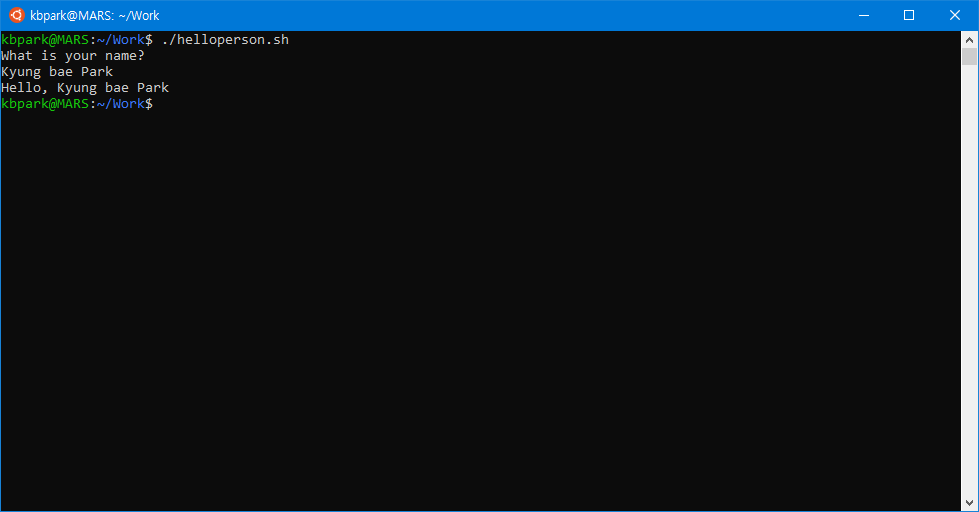 kbpark@MARS: ~/Work
kbpark@MARS:~/Work$ ./helloperson.sh
What is your name?
Kyung bae Park
Hello, Kyung bae Park
kbpark@MARS:~/Work$